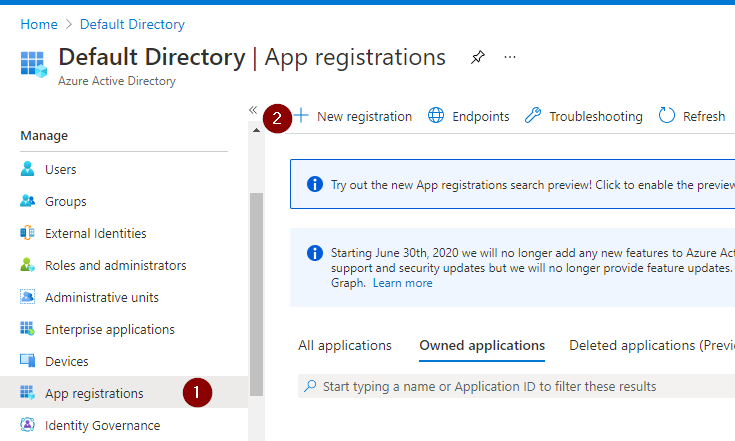 Home > Default Directory
Default Directory | App registrations
Azure Active Directory
«
2
+ New registration
Endpoints
Troubleshooting
Refresh
Manage
Users
Groups
External Identities
Roles and administrators
Administrative units
Enterprise applications
Devices
App registrations
1
Identity Governance
Try out the new App registrations search preview! Click to enable the preview
Starting June 30th, 2020 we will no longer add any new features to Azure Act
support and security updates but we will no longer provide feature updates.
Graph. Learn more
All applications
Owned applications
Deleted applications (Previ
Start typing a name or Application ID to filter these results